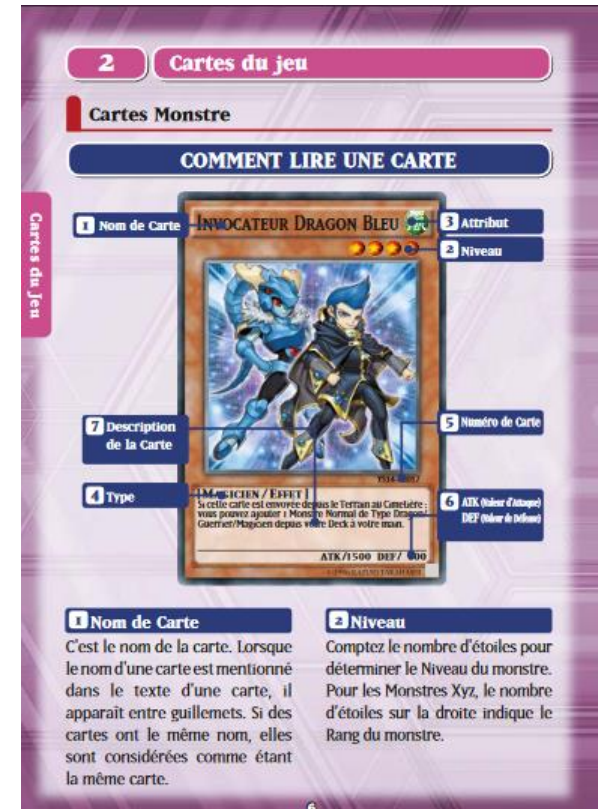 2 Cartes du jeu
Cartes Monstre
COMMENT LIRE UNE CARTE
Cartes du Jeu
1 Nom de Carte
INVOCATEUR DRAGON BLEU
3 Attribut
2 Niveau
7 Description
de la Carte
5 Numéro de Carte
4 Type
[MAGICIEN / EFFET]
Si cette carte est envoyée depuis le Terrain au Cimetière :
vous pouvez ajouter 1 Monstre Normal de Type Dragon/
Guerrier/Magicien depuis votre Deck à votre main.
6 ATK (Valeur d'Attaque)
DEF (Valeur de Défense)
ATK/1500 DEF/
1 Nom de Carte
C'est le nom de la carte. Lorsque
le nom d'une carte est mentionné
dans le texte d'une carte, il
apparaît entre guillemets. Si des
cartes ont le même nom, elles
sont considérées comme étant
la même carte.
2 Niveau
Comptez le nombre d'étoiles pour
déterminer le Niveau du monstre.
Pour les Monstres Xyz, le nombre
d'étoiles sur la droite indique le
Rang du monstre.
6